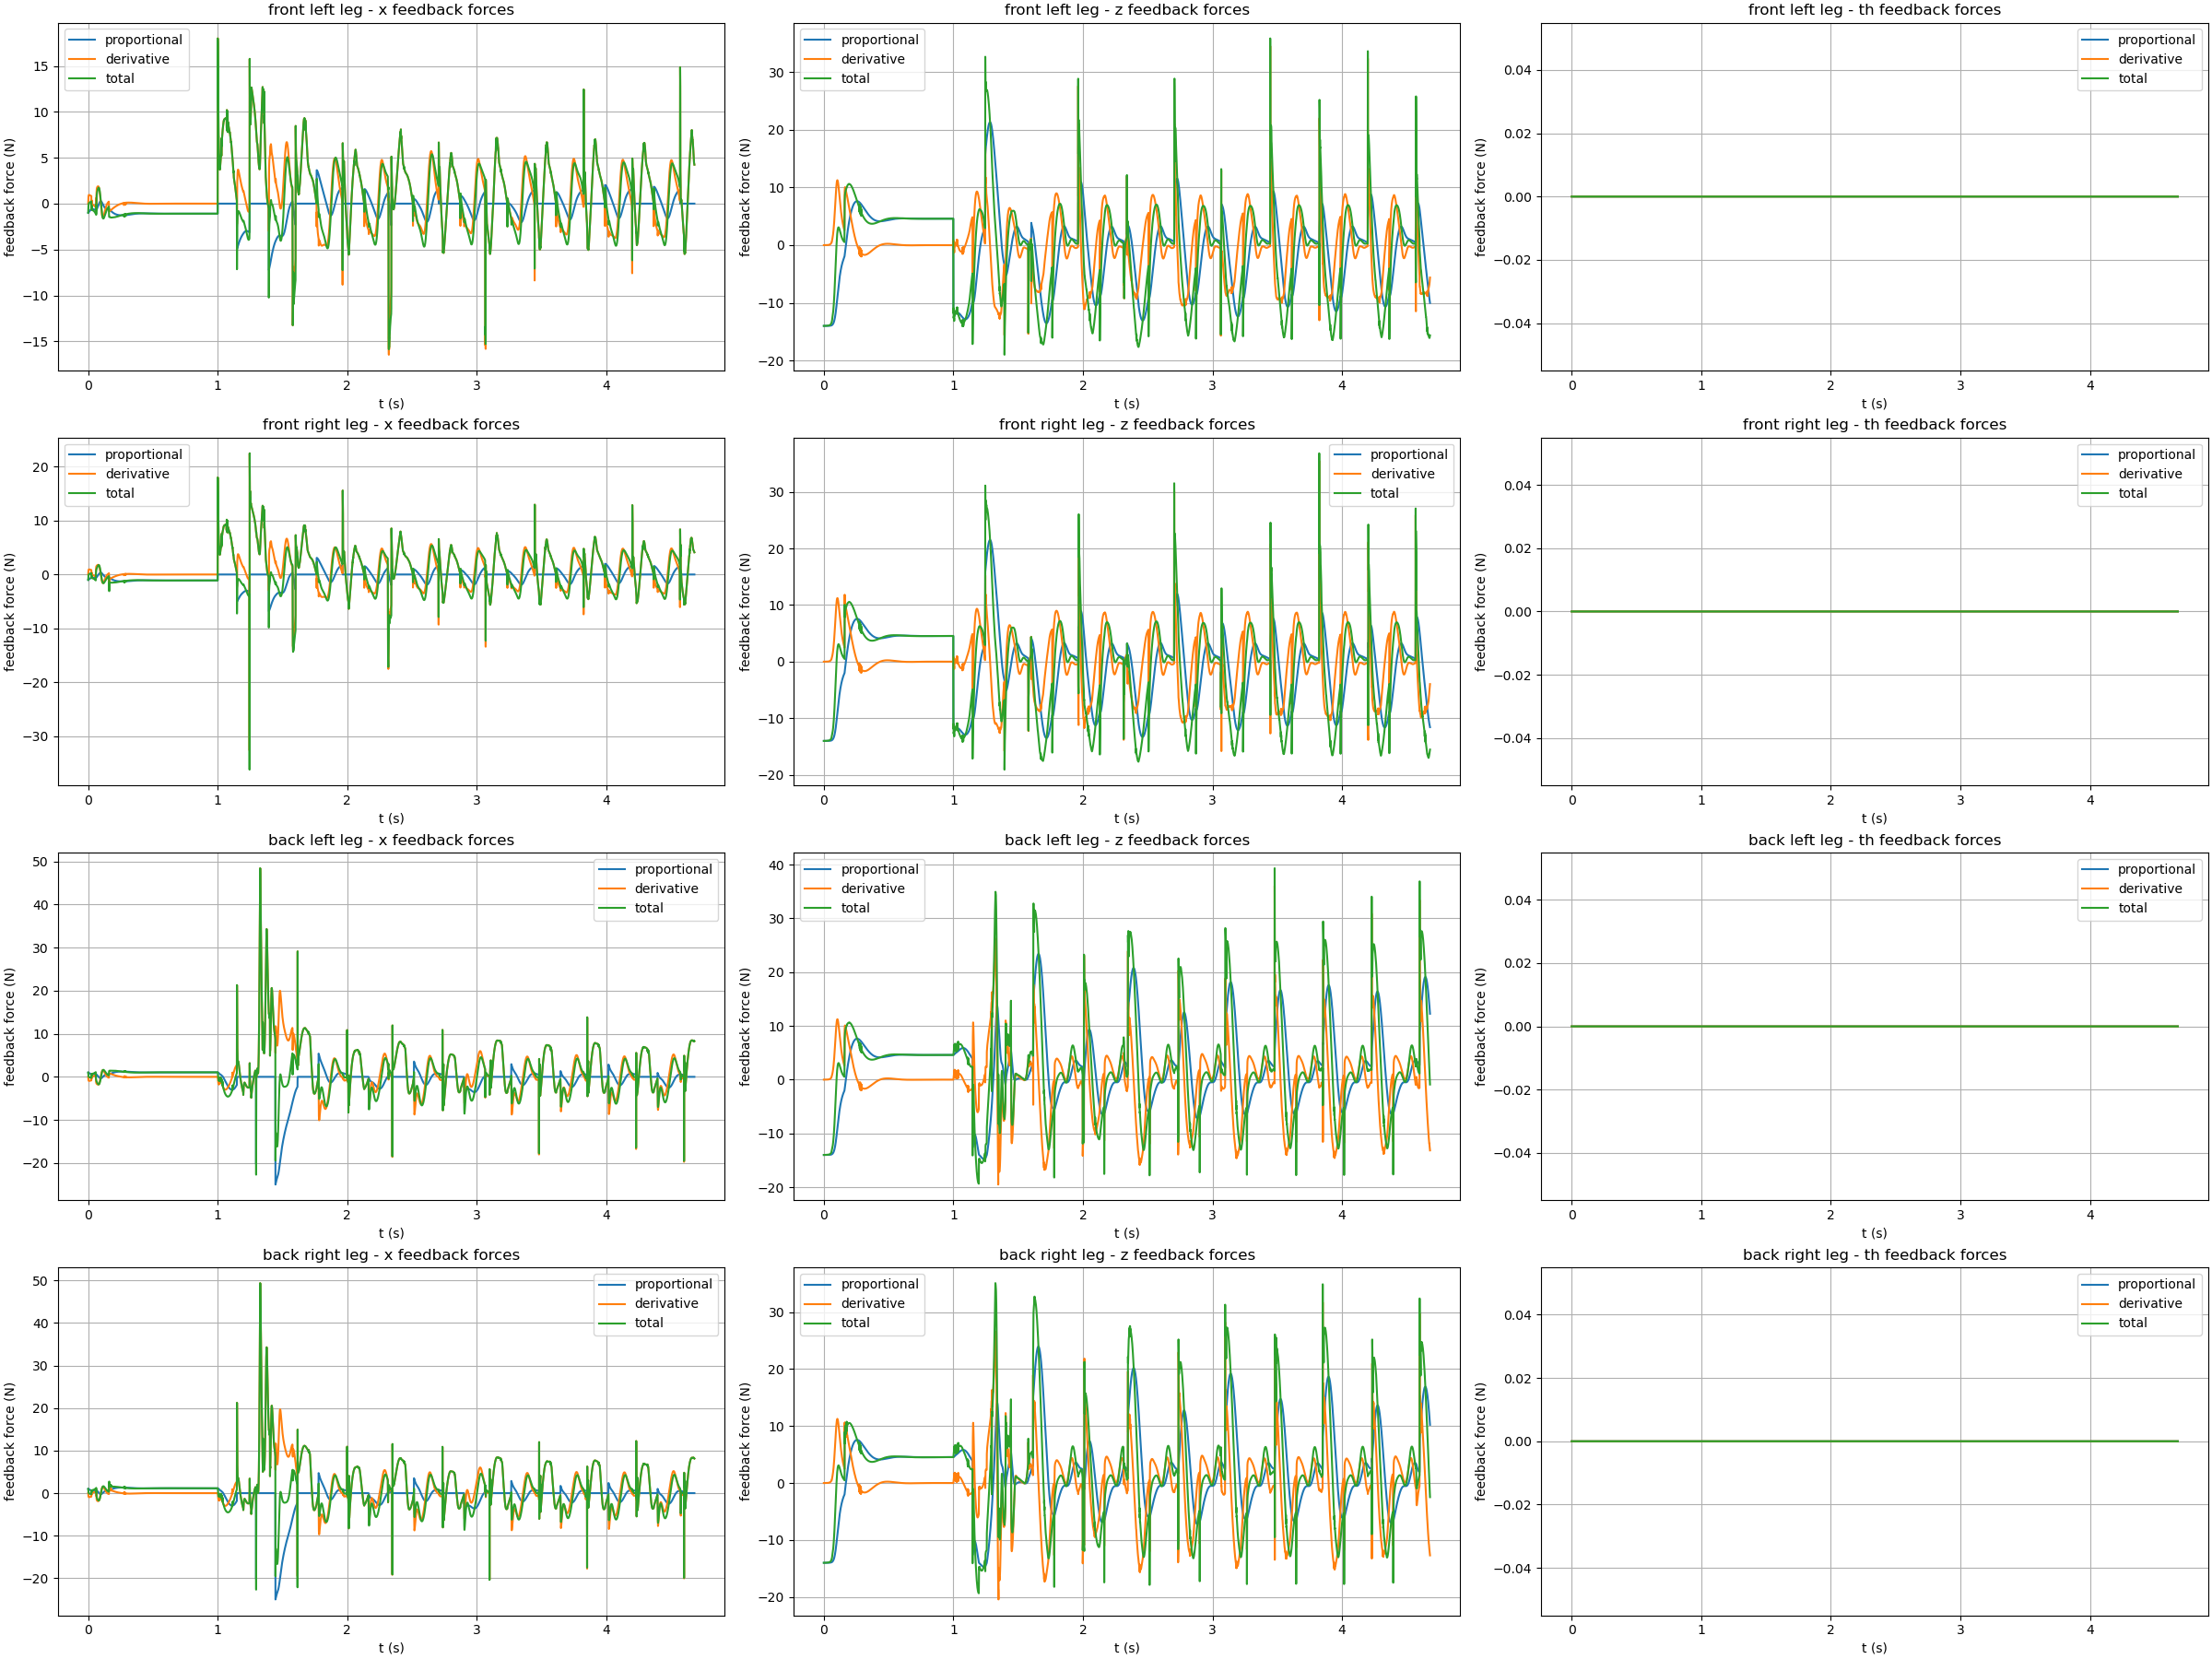 front left leg - x feedback forces
proportional
derivative
total
feedback force (N)
15
10
5
0
−5
−10
−15
0 1 2 3 4
t (s)
front left leg - z feedback forces
proportional
derivative
total
feedback force (N)
30
20
10
0
−10
−20
0 1 2 3 4
t (s)
front left leg - th feedback forces
proportional
derivative
total
feedback force (N)
0.04
0.02
0.00
−0.02
−0.04
0 1 2 3 4
t (s)
front right leg - x feedback forces
proportional
derivative
total
feedback force (N)
20
10
0
−10
−20
−30
0 1 2 3 4
t (s)
front right leg - z feedback forces
proportional
derivative
total
feedback force (N)
30
20
10
0
−10
−20
0 1 2 3 4
t (s)
front right leg - th feedback forces
proportional
derivative
total
feedback force (N)
0.04
0.02
0.00
−0.02
−0.04
0 1 2 3 4
t (s)
back left leg - x feedback forces
proportional
derivative
total
feedback force (N)
50
40
30
20
10
0
−10
−20
0 1 2 3 4
t (s)
back left leg - z feedback forces
proportional
derivative
total
feedback force (N)
40
30
20
10
0
−10
−20
0 1 2 3 4
t (s)
back left leg - th feedback forces
proportional
derivative
total
feedback force (N)
0.04
0.02
0.00
−0.02
−0.04
0 1 2 3 4
t (s)
back right leg - x feedback forces
proportional
derivative
total
feedback force (N)
50
40
30
20
10
0
−10
−20
0 1 2 3 4
t (s)
back right leg - z feedback forces
proportional
derivative
total
feedback force (N)
30
20
10
0
−10
−20
0 1 2 3 4
t (s)
back right leg - th feedback forces
proportional
derivative
total
feedback force (N)
0.04
0.02
0.00
−0.02
−0.04
0 1 2 3 4
t (s)